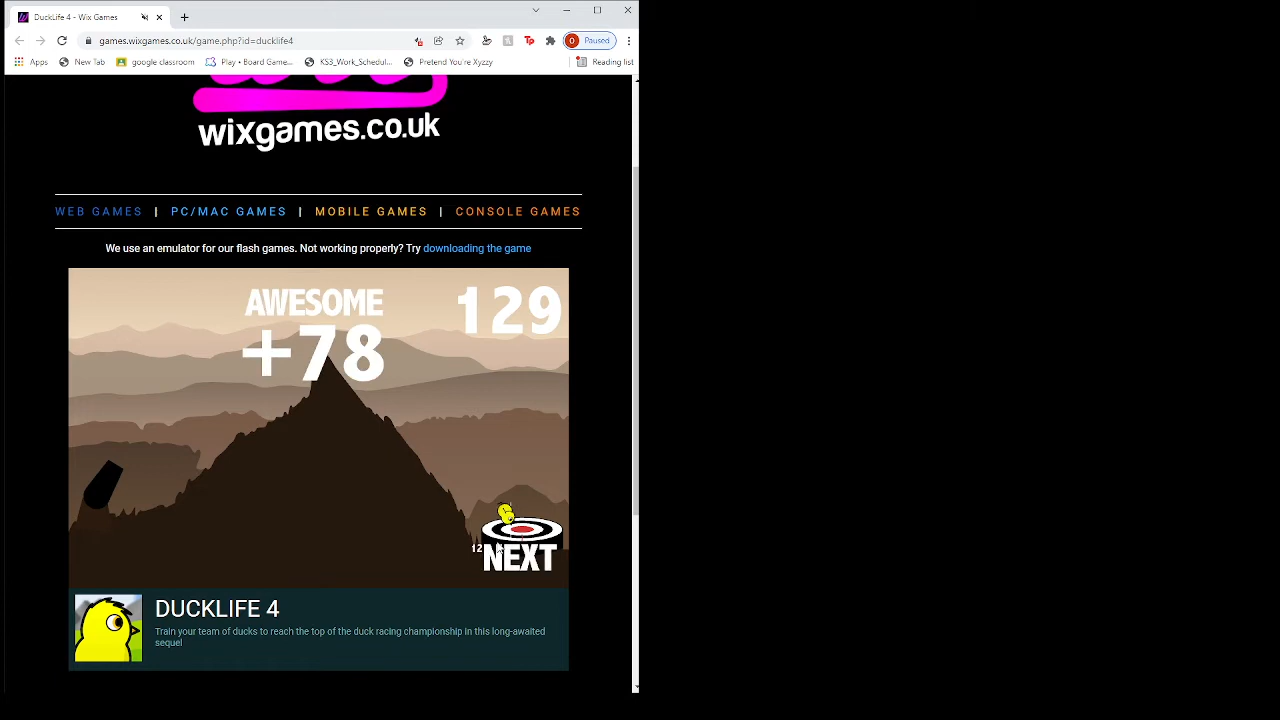 DuckLife 4 - Wix Games
games.wixgames.co.uk/game.php?id=ducklife4
Tp
0 Paused
Apps New Tab google classroom Play • Board Game... KS3_Work_Schedul... Pretend You're Xyzzy Reading list
wixgames.co.uk
WEB GAMES | PC/MAC GAMES | MOBILE GAMES | CONSOLE GAMES
We use an emulator for our flash games. Not working properly? Try downloading the game
AWESOME
+78
129
12
NEXT
DUCKLIFE 4
Train your team of ducks to reach the top of the duck racing championship in this long-awaited
sequel